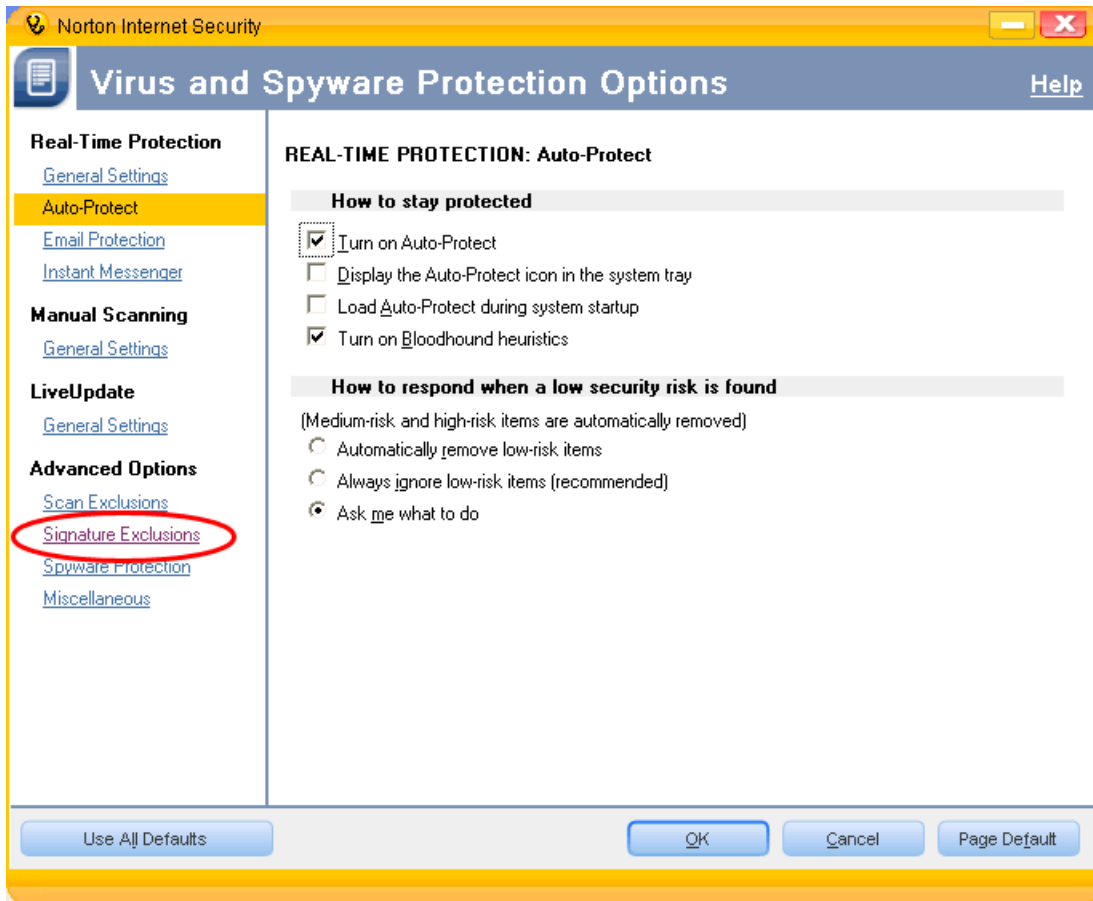 Norton Internet Security
Virus and Spyware Protection Options
Help
Real-Time Protection
General Settings
Auto-Protect
Email Protection
Instant Messenger
Manual Scanning
General Settings
LiveUpdate
General Settings
Advanced Options
Scan Exclusions
Signature Exclusions
Spyware Protection
Miscellaneous
REAL-TIME PROTECTION: Auto-Protect
How to stay protected
Turn on Auto-Protect
Display the Auto-Protect icon in the system tray
Load Auto-Protect during system startup
Turn on Bloodhound heuristics
How to respond when a low security risk is found
(Medium-risk and high-risk items are automatically removed)
Automatically remove low-risk items
Always ignore low-risk items (recommended)
Ask me what to do
Use All Defaults
OK
Cancel
Page Default